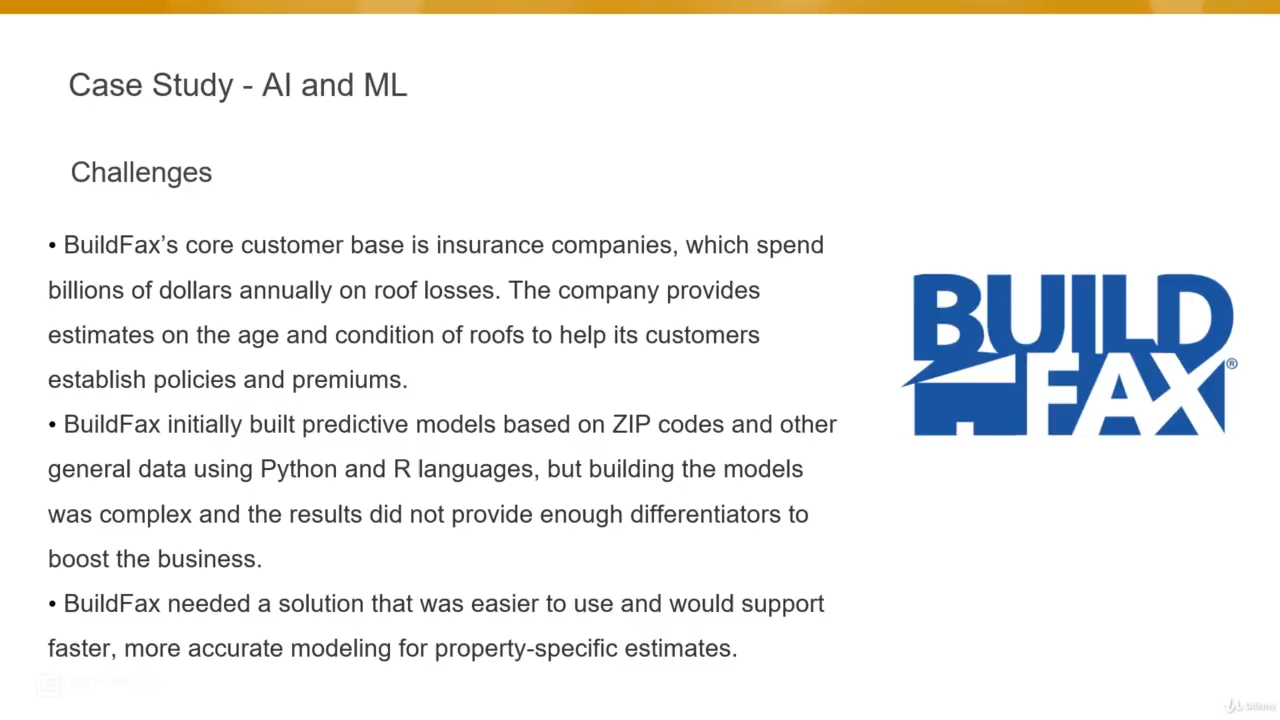 Case Study - AI and ML
Challenges
• BuildFax’s core customer base is insurance companies, which spend
billions of dollars annually on roof losses. The company provides
estimates on the age and condition of roofs to help its customers
establish policies and premiums.
• BuildFax initially built predictive models based on ZIP codes and other
general data using Python and R languages, but building the models
was complex and the results did not provide enough differentiators to
boost the business.
• BuildFax needed a solution that was easier to use and would support
faster, more accurate modeling for property-specific estimates.
BUILD
FAX®
Udemy